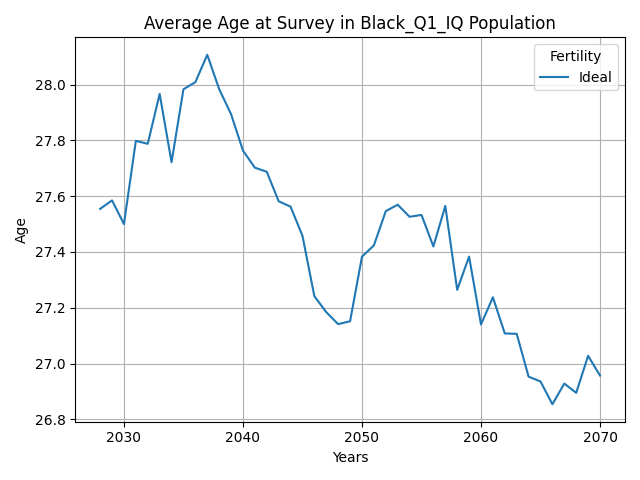 Average Age at Survey in Black_Q1_IQ Population
Fertility
Ideal
28.0
27.8
27.6
27.4
27.2
27.0
26.8
Age
2030
2040
2050
2060
2070
Years